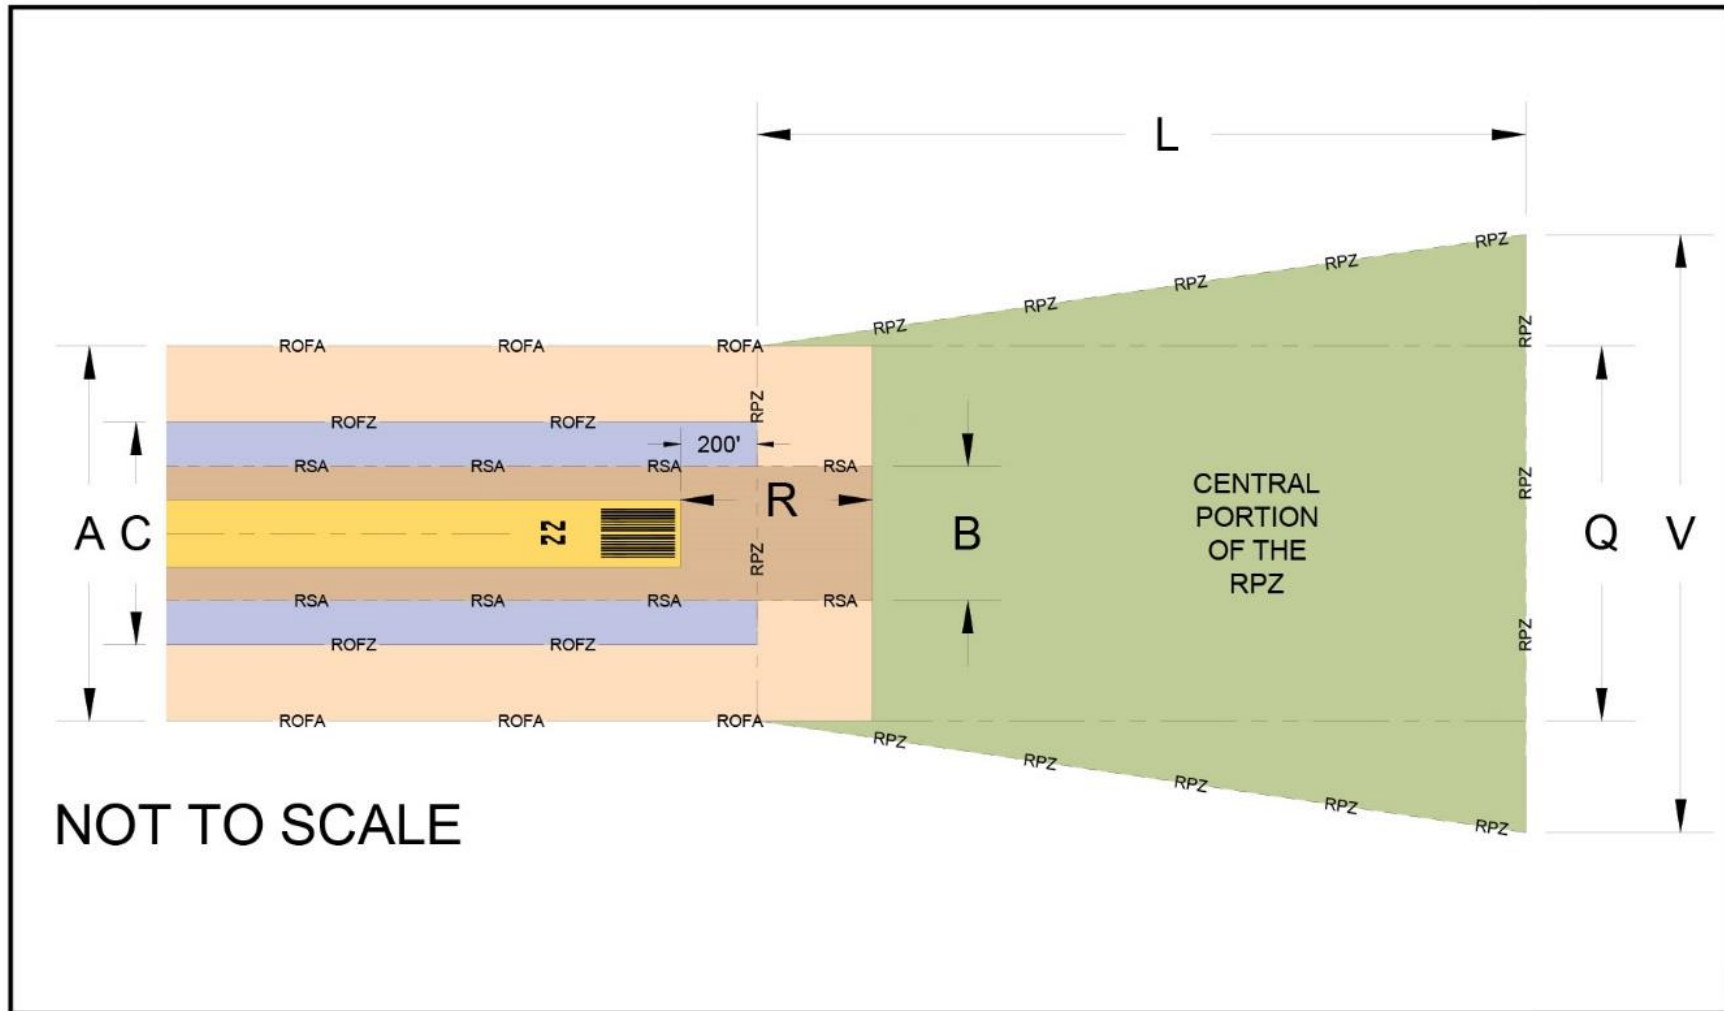 L
RPZ
RPZ
RPZ
RPZ
RPZ
RPZ
ROFA
ROFA
ROFA
RPZ
ROFZ
ROFZ
200'
RSA
RSA
RSA
RSA
RPZ
R
CENTRAL
PORTION
OF THE
RPZ
A
C
22
RPZ
B
Q
V
RSA
RSA
RSA
RSA
ROFZ
ROFZ
RPZ
ROFA
ROFA
ROFA
RPZ
RPZ
RPZ
RPZ
RPZ
NOT TO SCALE